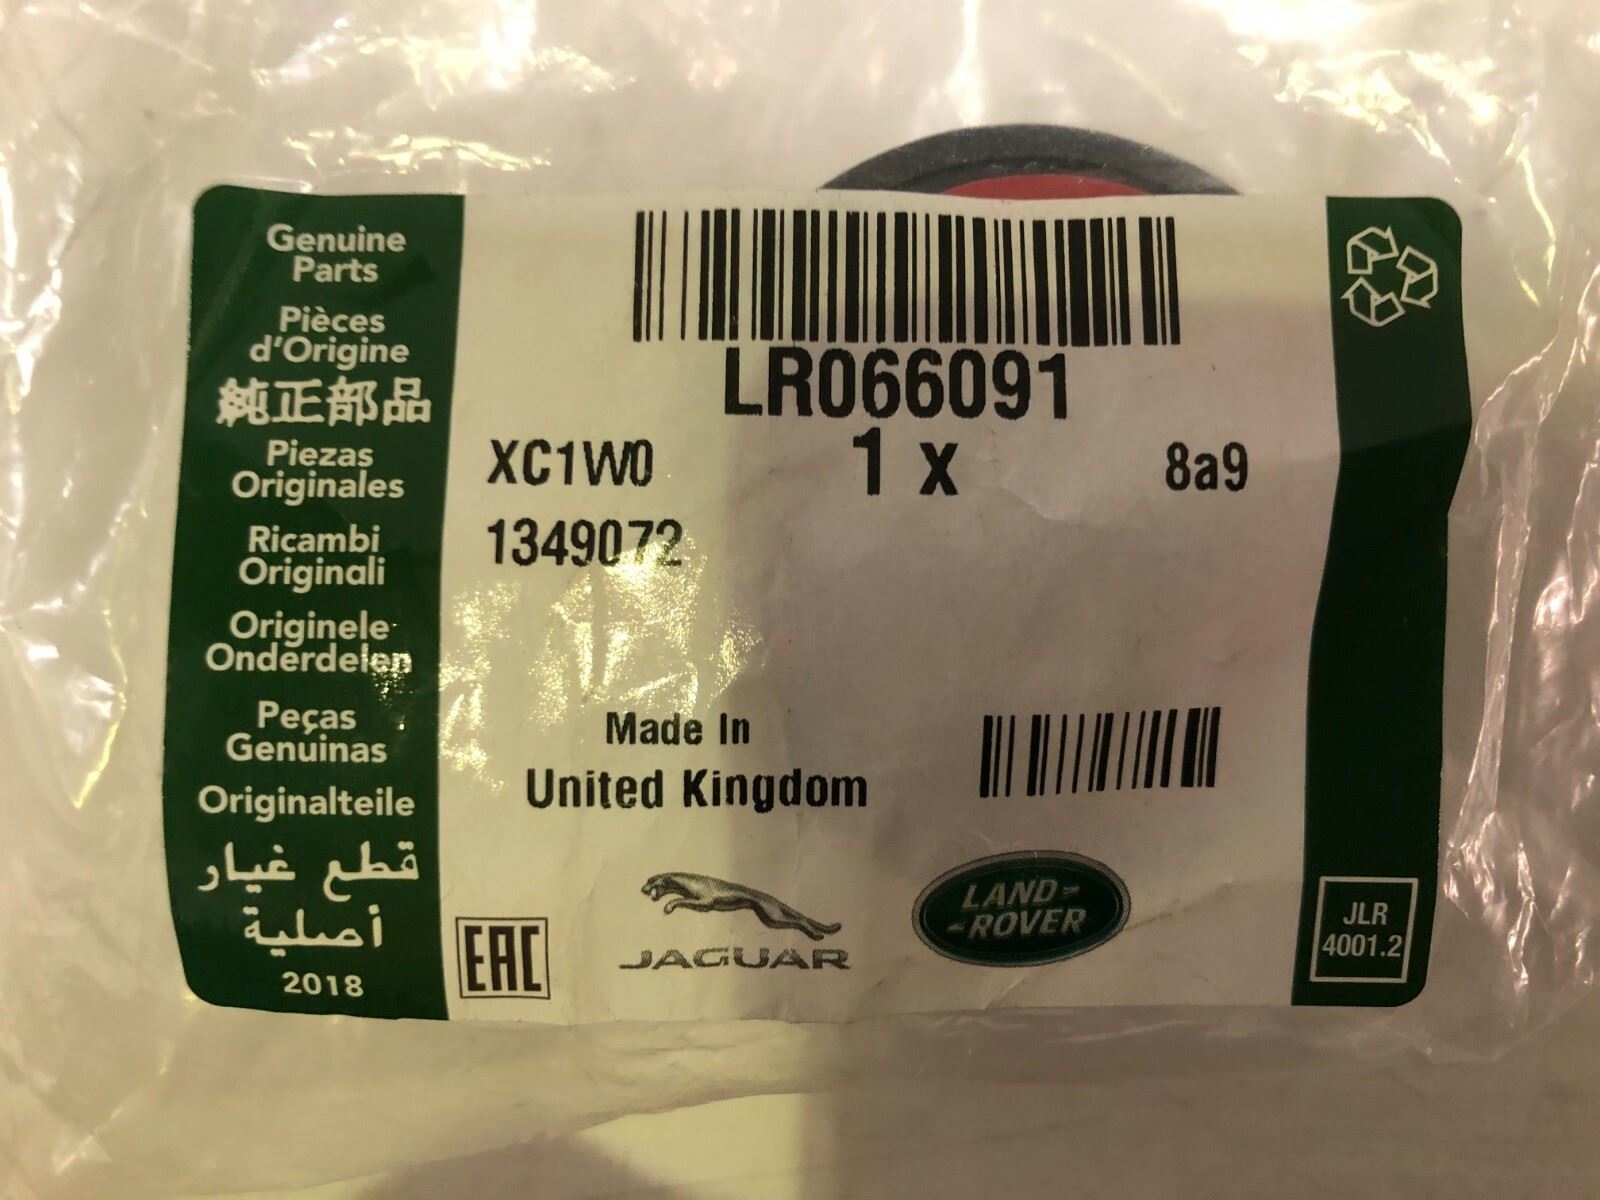 Genuine
Parts
Pièces
d'Origine
純正部品
Piezas
Originales
Ricambi
Originali
Originele
Onderdelen
Peças
Genuinas
Originalteile
قطع غيار
أصلية
2018
LR066091
XC1W0 1 x 8a9
1349072
Made In
United Kingdom
EAC
JAGUAR
LAND-
-ROVER
JLR
4001.2